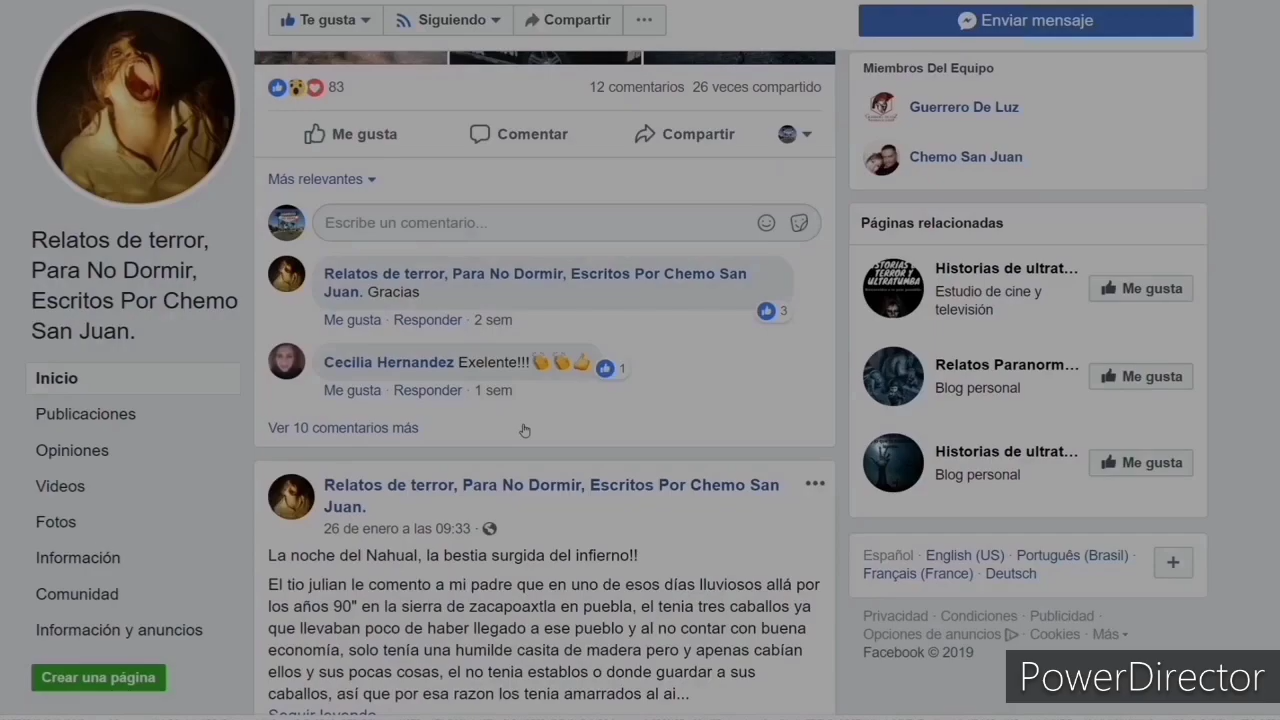 Te gusta
Siguiendo
Compartir
Enviar mensaje
Relatos de terror,
Para No Dormir,
Escritos Por Chemo
San Juan.
Inicio
Publicaciones
Opiniones
Videos
Fotos
Información
Comunidad
Información y anuncios
Crear una página
83
12 comentarios 26 veces compartido
Me gusta
Comentar
Compartir
Más relevantes
Escribe un comentario...
Relatos de terror, Para No Dormir, Escritos Por Chemo San
Juan. Gracias
3
Me gusta · Responder · 2 sem
Cecilia Hernandez Exelente!!!👏👏👍
1
Me gusta · Responder · 1 sem
Ver 10 comentarios más
Relatos de terror, Para No Dormir, Escritos Por Chemo San
Juan.
26 de enero a las 09:33 ·
La noche del Nahual, la bestia surgida del infierno!!
El tio julian le comento a mi padre que en uno de esos días lluviosos allá por
los años 90" en la sierra de zacapoaxtla en puebla, el tenia tres caballos ya
que llevaban poco de haber llegado a ese pueblo y al no contar con buena
economía, solo tenía una humilde casita de madera pero y apenas cabían
ellos y sus pocas cosas, el no tenia establos o donde guardar a sus
caballos, así que por esa razon los tenia amarrados al ai...
Seguir leyendo
Miembros Del Equipo
Guerrero De Luz
Chemo San Juan
Páginas relacionadas
HISTORIAS DE
TERROR Y
ULTRATUMBA
Historias de ultrat...
Estudio de cine y
televisión
Me gusta
Relatos Paranorm...
Blog personal
Me gusta
Historias de ultrat...
Blog personal
Me gusta
Español · English (US) · Português (Brasil) ·
Français (France) · Deutsch
Privacidad · Condiciones · Publicidad ·
Opciones de anuncios · Cookies · Más
Facebook © 2019
PowerDirector